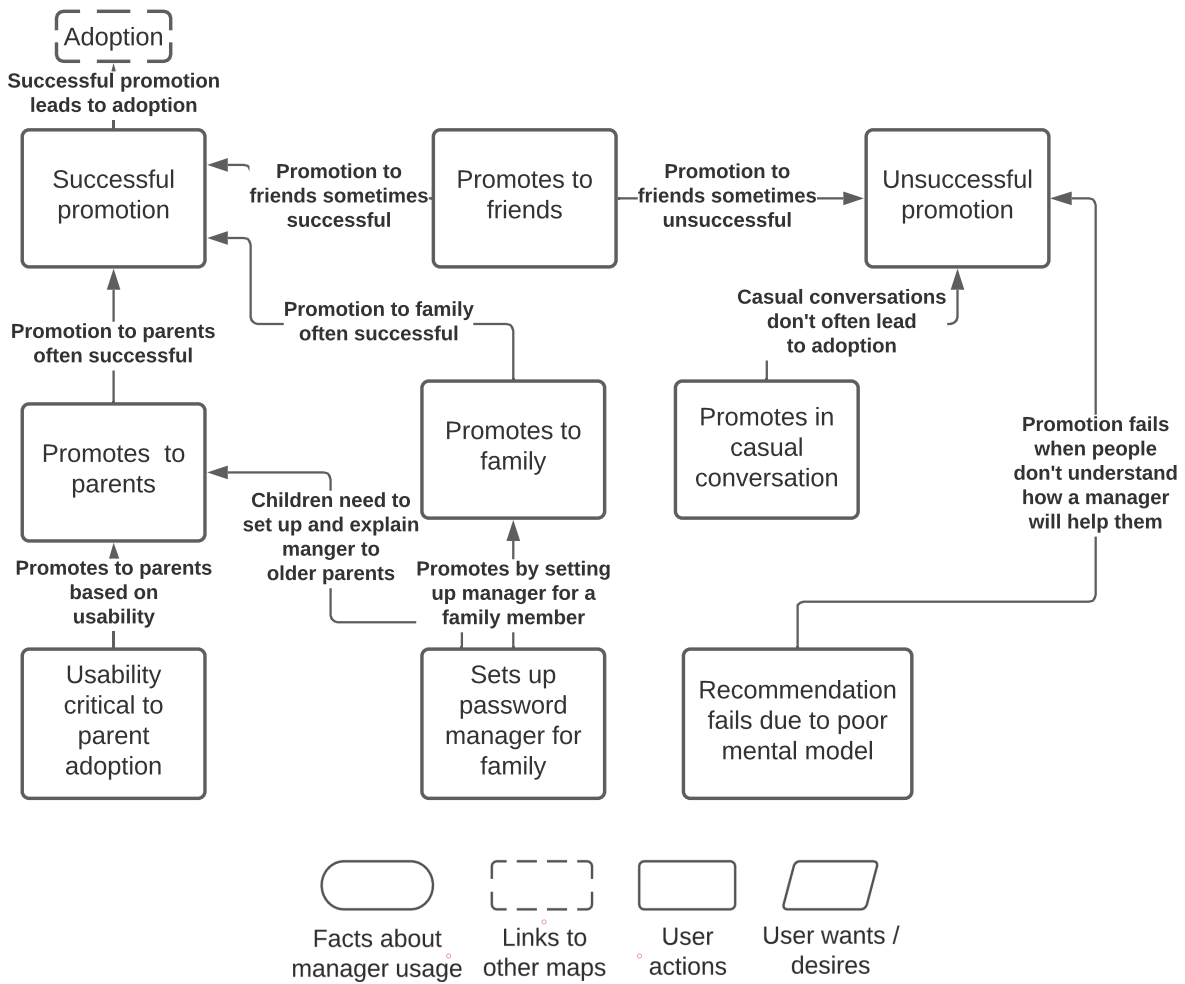 Adoption
Successful promotion
leads to adoption
Successful
promotion
Promotion to
friends sometimes
successful
Promotes to
friends
Promotion to
friends sometimes
unsuccessful
Unsuccessful
promotion
Promotion to parents
often successful
Promotion to family
often successful
Casual conversations
don't often lead
to adoption
Promotes to
parents
Promotes to
family
Promotes in
casual
conversation
Promotion fails
when people
don't understand
how a manager
will help them
Children need to
set up and explain
manger to
older parents
Promotes to parents
based on
usability
Promotes by setting
up manager for a
family member
Usability
critical to
parent
adoption
Sets up
password
manager for
family
Recommendation
fails due to poor
mental model
Facts about
manager usage
Links to
other maps
User
actions
User wants /
desires